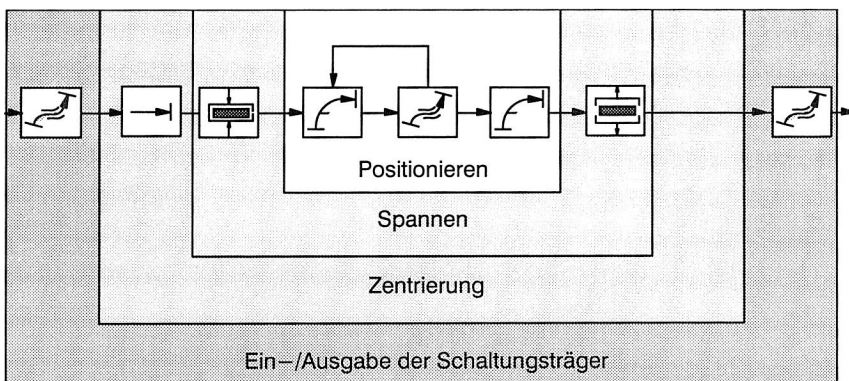 Positionieren
Spannen
Zentrierung
Ein–/Ausgabe der Schaltungsträger